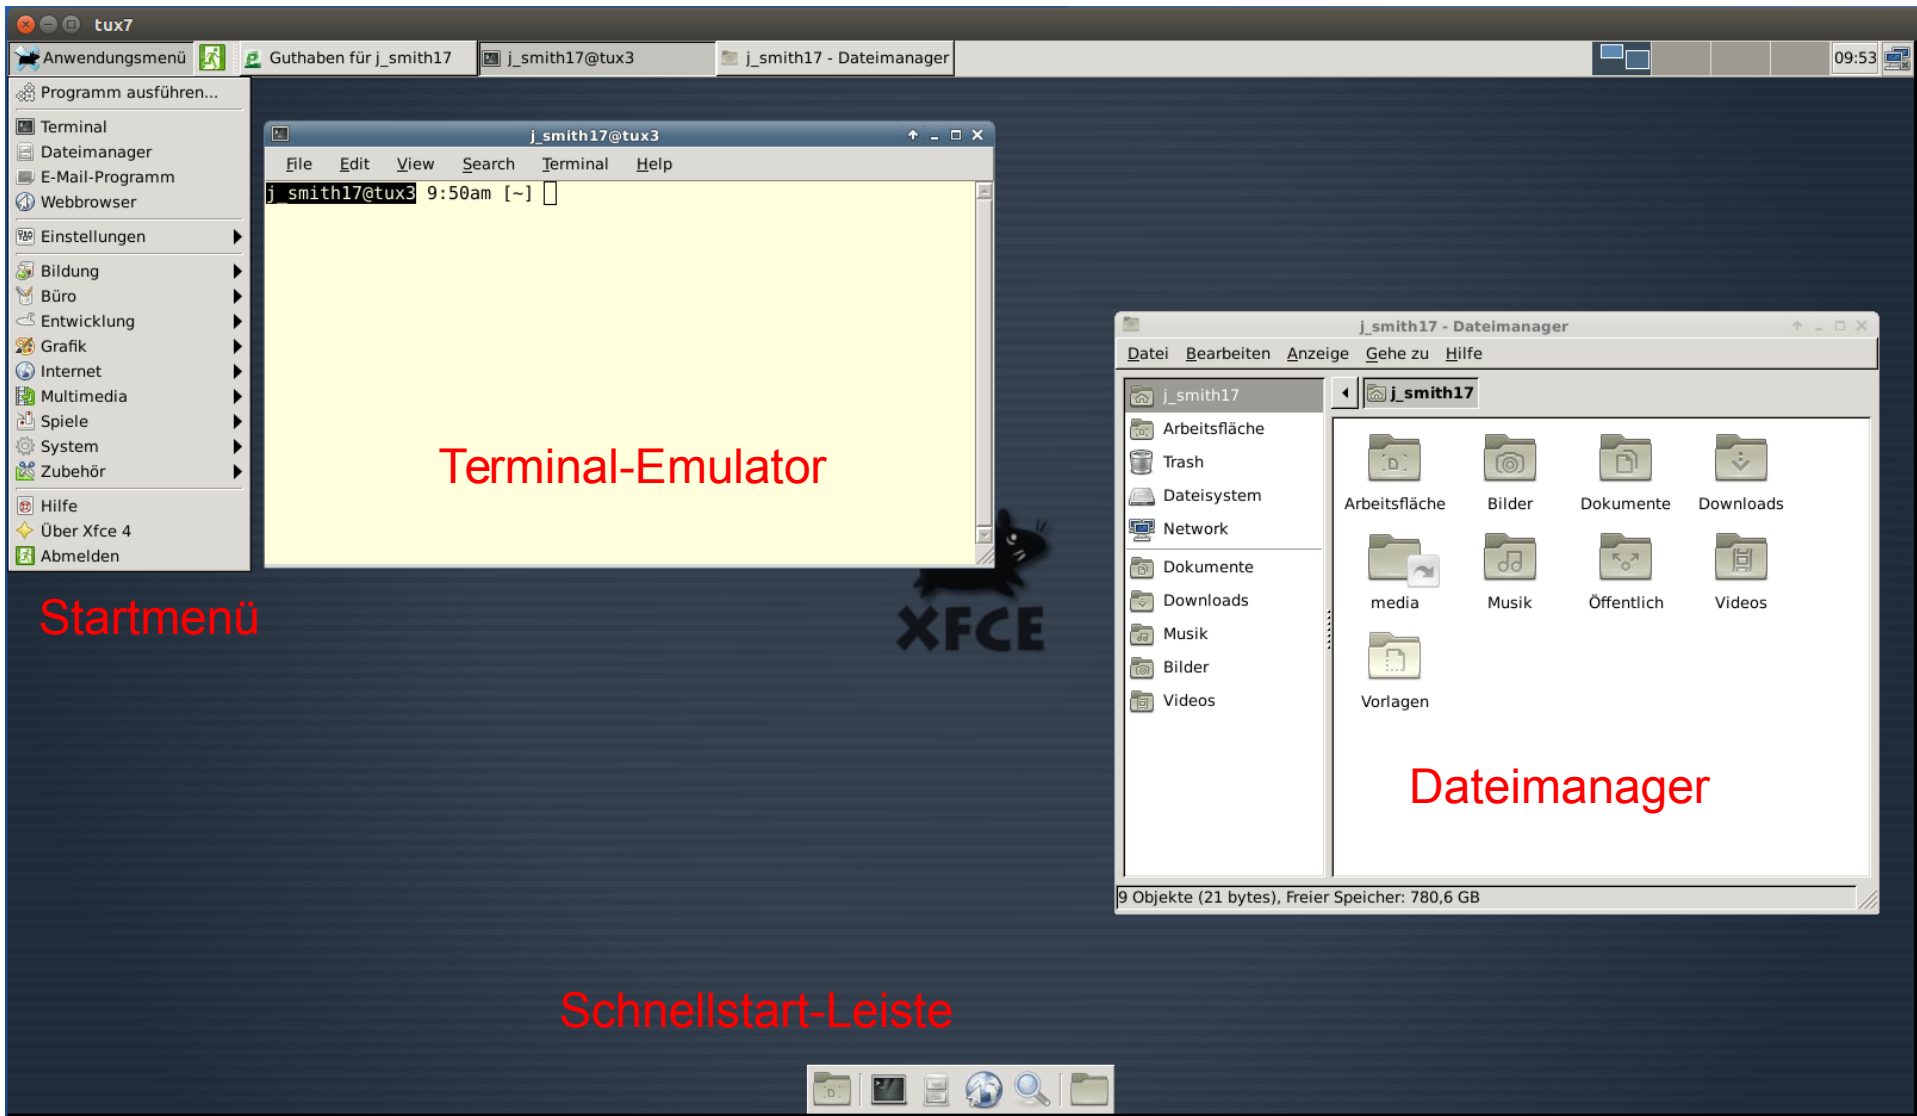 tux7
Anwendungsmenü
Guthaben für j_smith17
j_smith17@tux3
j_smith17 - Dateimanager
09:53
Programm ausführen...
Terminal
Dateimanager
E-Mail-Programm
Webbrowser
Einstellungen
Bildung
Büro
Entwicklung
Grafik
Internet
Multimedia
Spiele
System
Zubehör
Hilfe
Über Xfce 4
Abmelden
Startmenü
j_smith17@tux3
File Edit View Search Terminal Help
j_smith17@tux3 9:50am [~]
Terminal-Emulator
XFCE
j_smith17 - Dateimanager
Datei Bearbeiten Anzeige Gehe zu Hilfe
j_smith17
Arbeitsfläche
Trash
Dateisystem
Network
Dokumente
Downloads
Musik
Bilder
Videos
j_smith17
Arbeitsfläche Bilder Dokumente Downloads
media Musik Öffentlich Videos
Vorlagen
Dateimanager
9 Objekte (21 bytes), Freier Speicher: 780,6 GB
Schnellstart-Leiste